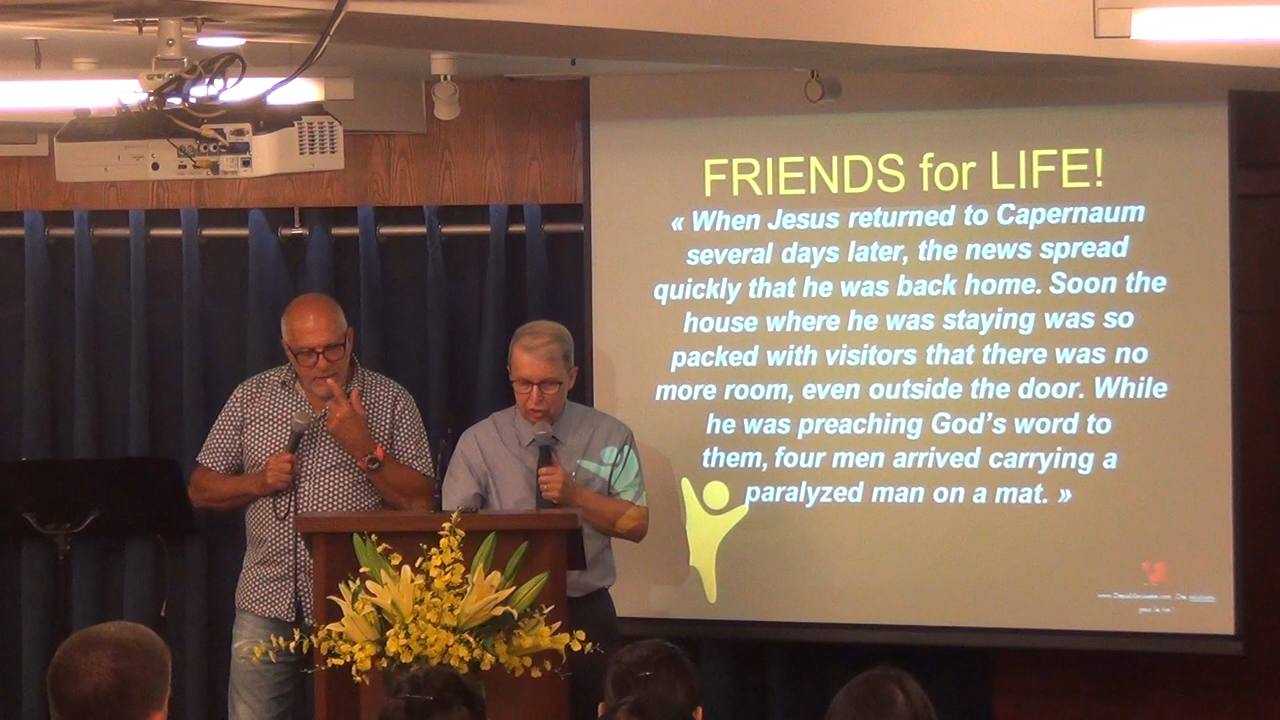 FRIENDS for LIFE!
« When Jesus returned to Capernaum
several days later, the news spread
quickly that he was back home. Soon the
house where he was staying was so
packed with visitors that there was no
more room, even outside the door. While
he was preaching God's word to
them, four men arrived carrying a
paralyzed man on a mat. »